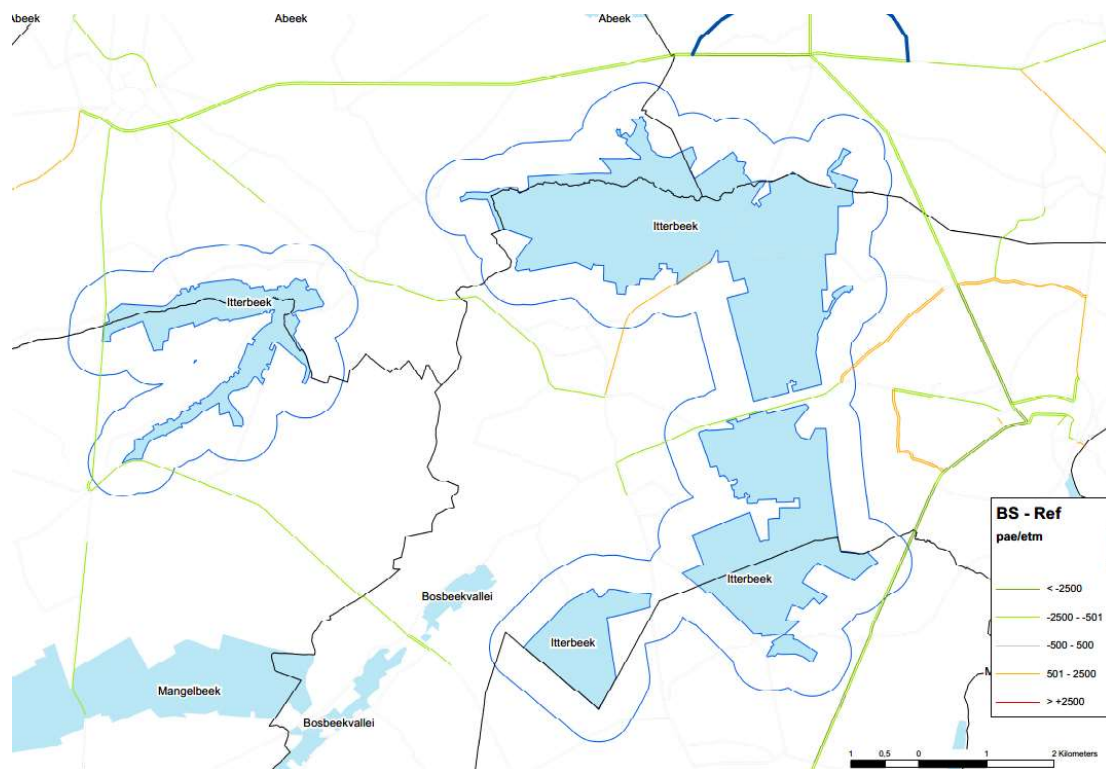 Abeek
Abeek
Itterbeek
Itterbeek
Bosbeekvallei
Itterbeek
Itterbeek
Mangelbeek
Bosbeekvallei
BS - Ref
pae/etm
< -2500
-2500 - -501
-500 - 500
501 - 2500
> +2500
1 0,5 0 1 2 Kilometers